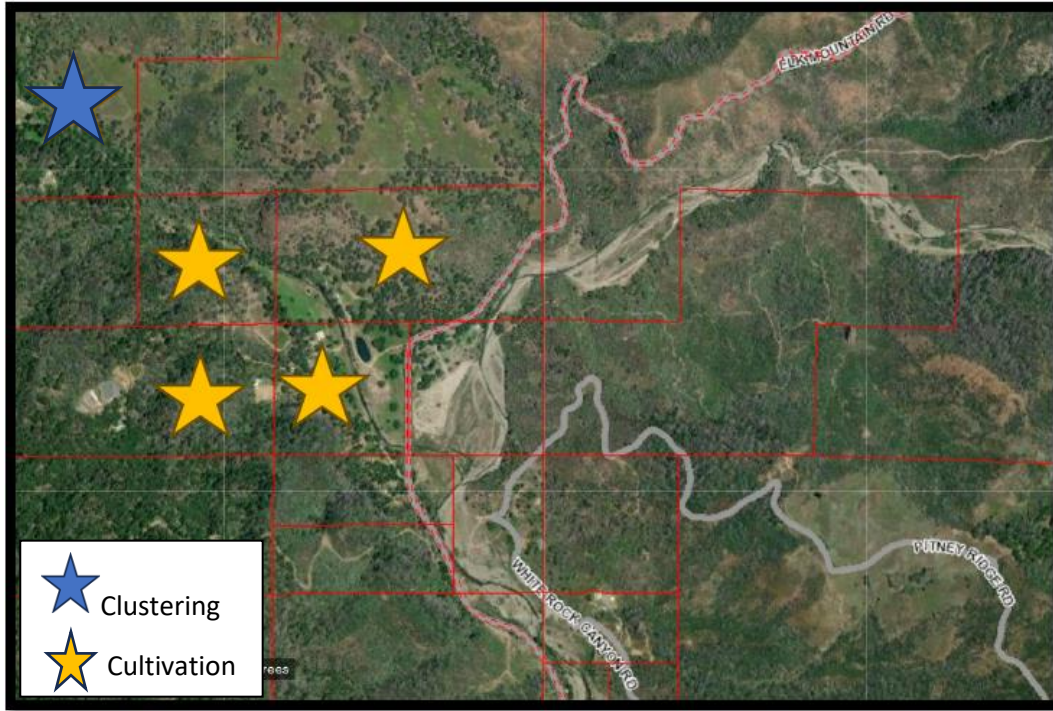 ELK MOUNTAIN RD
PITNEY RIDGE RD
WHITE ROCK CANYON RD
Clustering
Cultivation